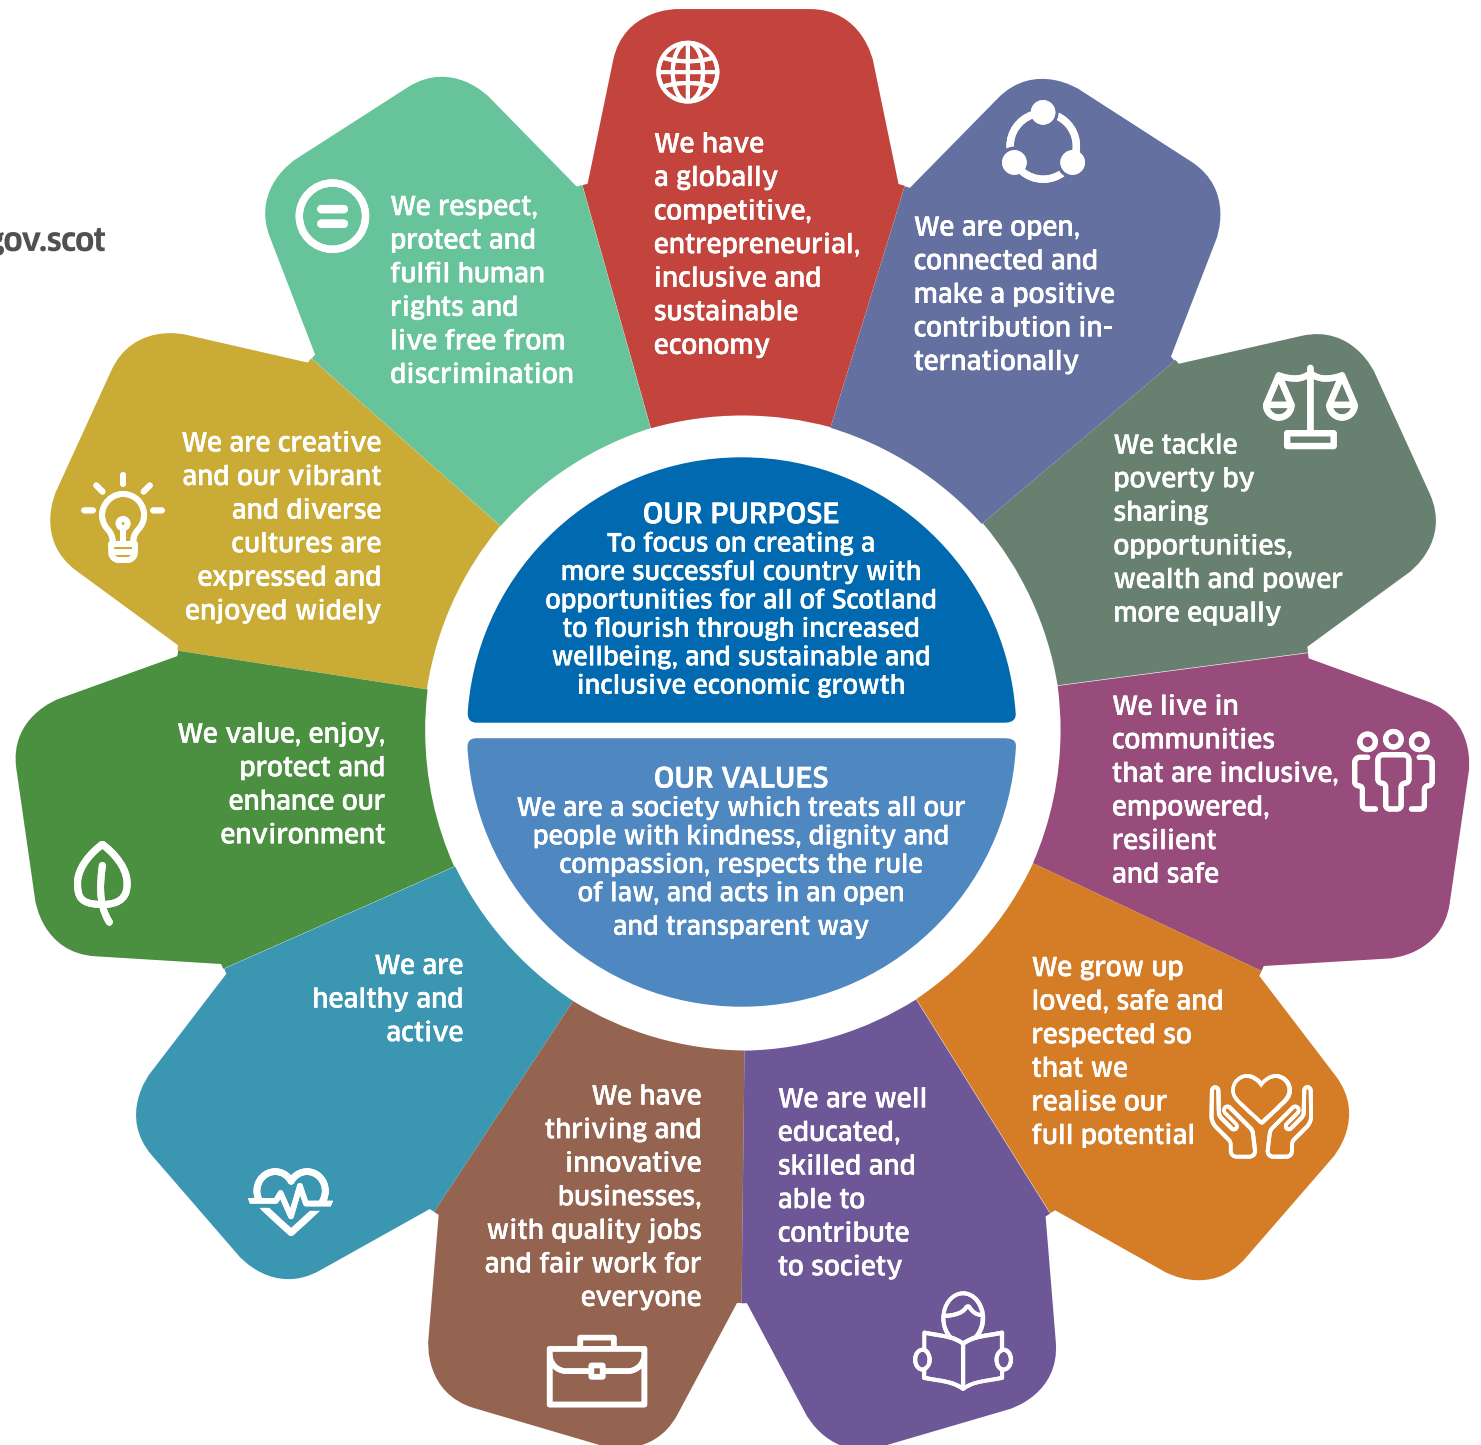 gov.scot
We have
a globally
competitive,
entrepreneurial,
inclusive and
sustainable
economy
We are open,
connected and
make a positive
contribution in-
ternationally
We tackle
poverty by
sharing
opportunities,
wealth and power
more equally
We live in
communities
that are inclusive,
empowered,
resilient
and safe
We grow up
loved, safe and
respected so
that we
realise our
full potential
We are well
educated,
skilled and
able to
contribute
to society
We have
thriving and
innovative
businesses,
with quality jobs
and fair work for
everyone
We are
healthy and
active
We value, enjoy,
protect and
enhance our
environment
We are creative
and our vibrant
and diverse
cultures are
expressed and
enjoyed widely
We respect,
protect and
fulfil human
rights and
live free from
discrimination
OUR PURPOSE
To focus on creating a
more successful country with
opportunities for all of Scotland
to flourish through increased
wellbeing, and sustainable and
inclusive economic growth
OUR VALUES
We are a society which treats all our
people with kindness, dignity and
compassion, respects the rule
of law, and acts in an open
and transparent way